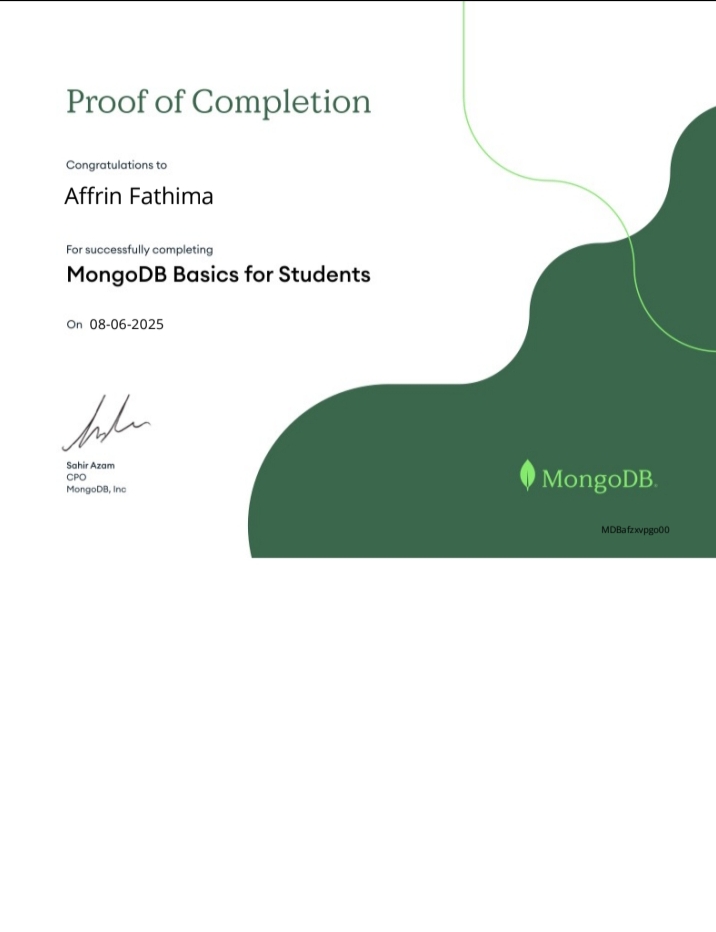 Proof of Completion
Congratulations to
Affrin Fathima
For successfully completing
MongoDB Basics for Students
On 08-06-2025
Sahir Azam
CPO
MongoDB, Inc
MongoDB.
MDBafzxvpgo00